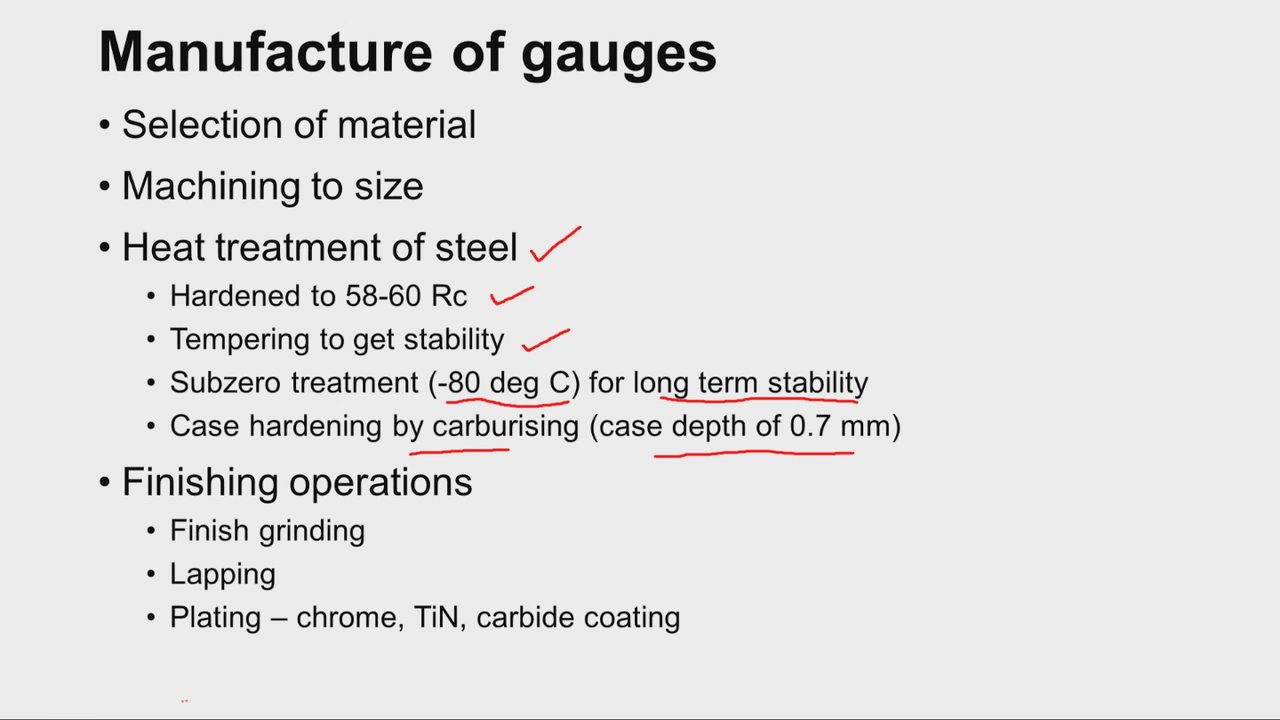 Manufacture of gauges
• Selection of material
• Machining to size
• Heat treatment of steel
• Hardened to 58-60 Rc
• Tempering to get stability
• Subzero treatment (-80 deg C) for long term stability
• Case hardening by carburising (case depth of 0.7 mm)
• Finishing operations
• Finish grinding
• Lapping
• Plating – chrome, TiN, carbide coating